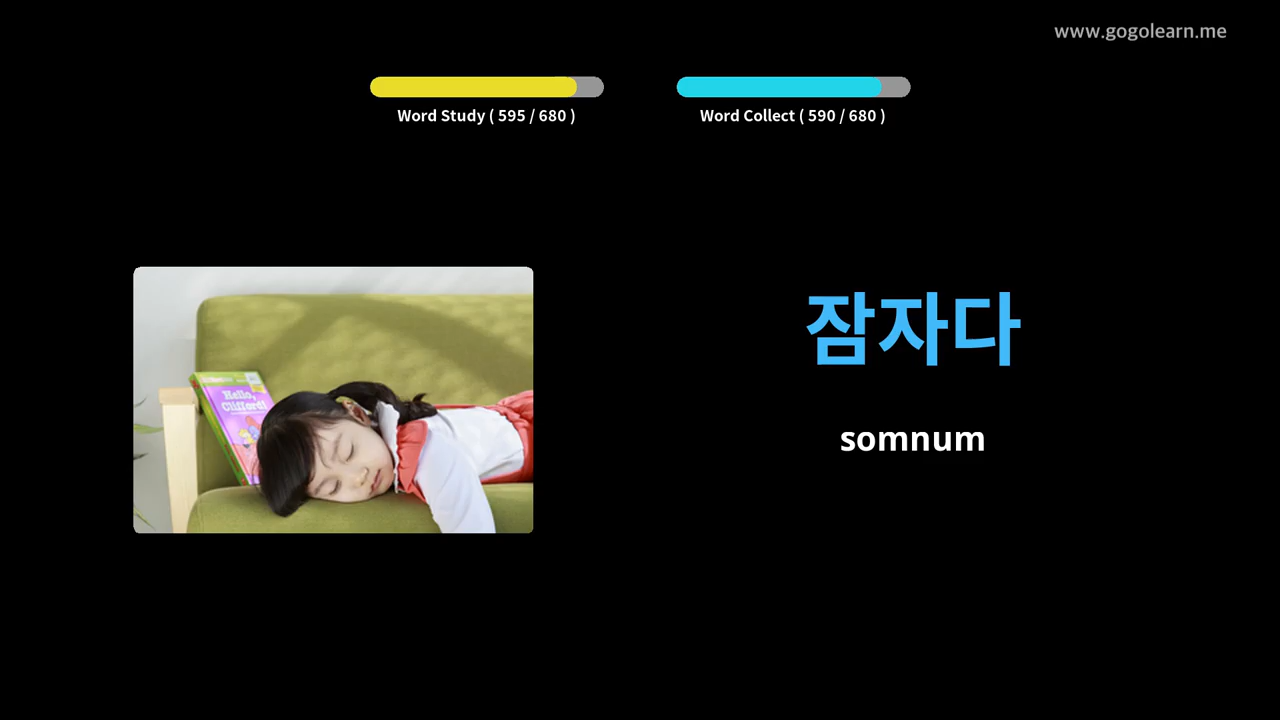 www.gogolearn.me
Word Study ( 595 / 680 )
Word Collect ( 590 / 680 )
잠자다
somnum
Hello,
Clifford!